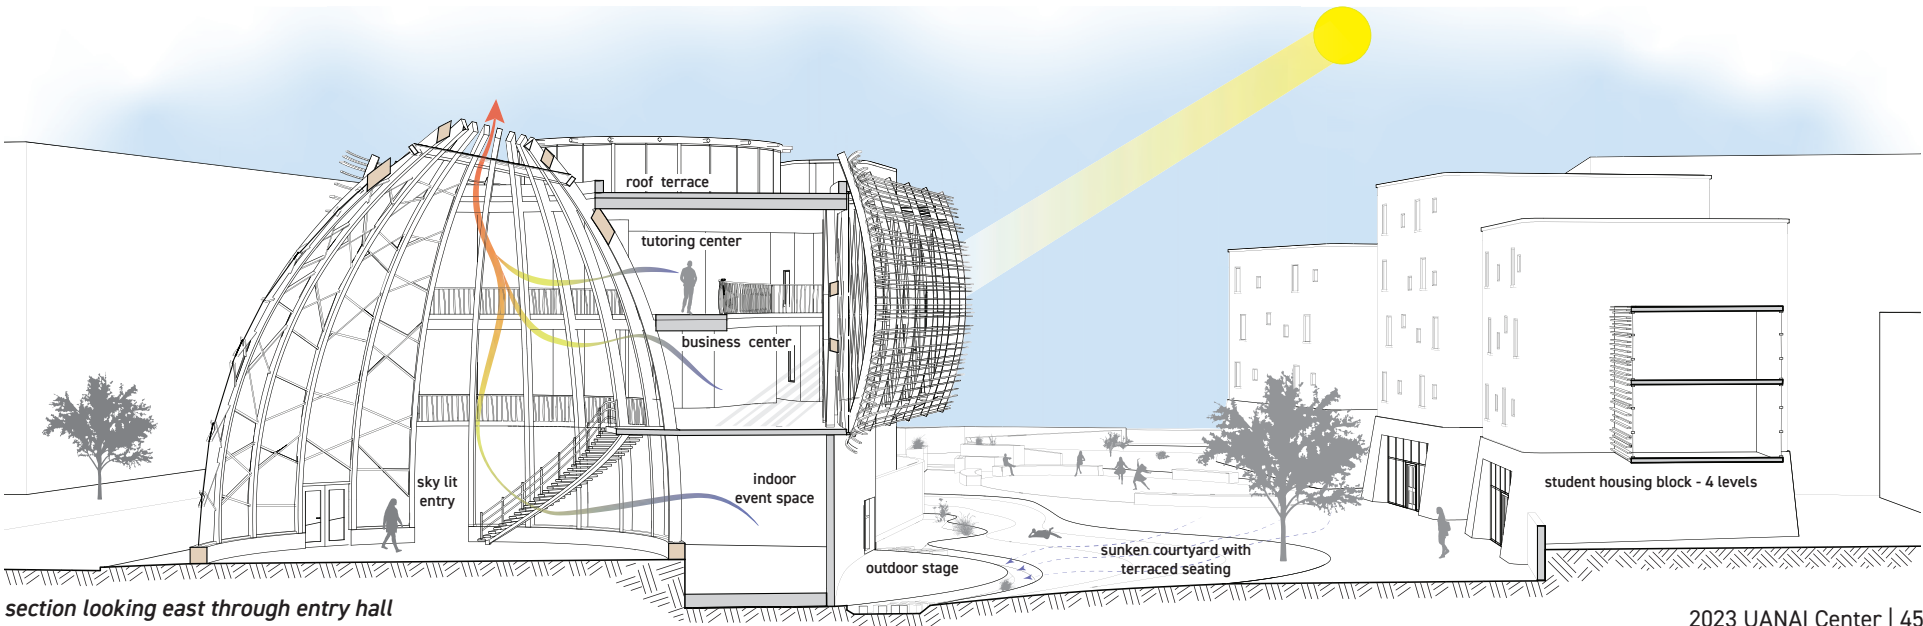 roof terrace
tutoring center
business center
sky lit
entry
indoor
event space
outdoor stage
sunken courtyard with
terraced seating
student housing block - 4 levels
section looking east through entry hall
2023 UANAI Center | 45